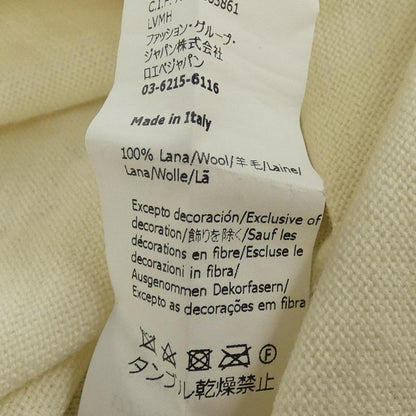 C.I.F.
LVMH
ファッション・グループ・
ジャパン株式会社
ロエベジャパン
03-6215-6116
Made in Italy
100% Lana/Wool/羊毛/Laine/
Lana/Wolle/Lã
Excepto decoración/Exclusive of
decoration/飾りを除く/Sauf les
décorations en fibre/Escluse le
decorazioni in fibra/
Ausgenommen Dekorfasern/
Excepto as decorações em fibra
F
タンブル乾燥禁止